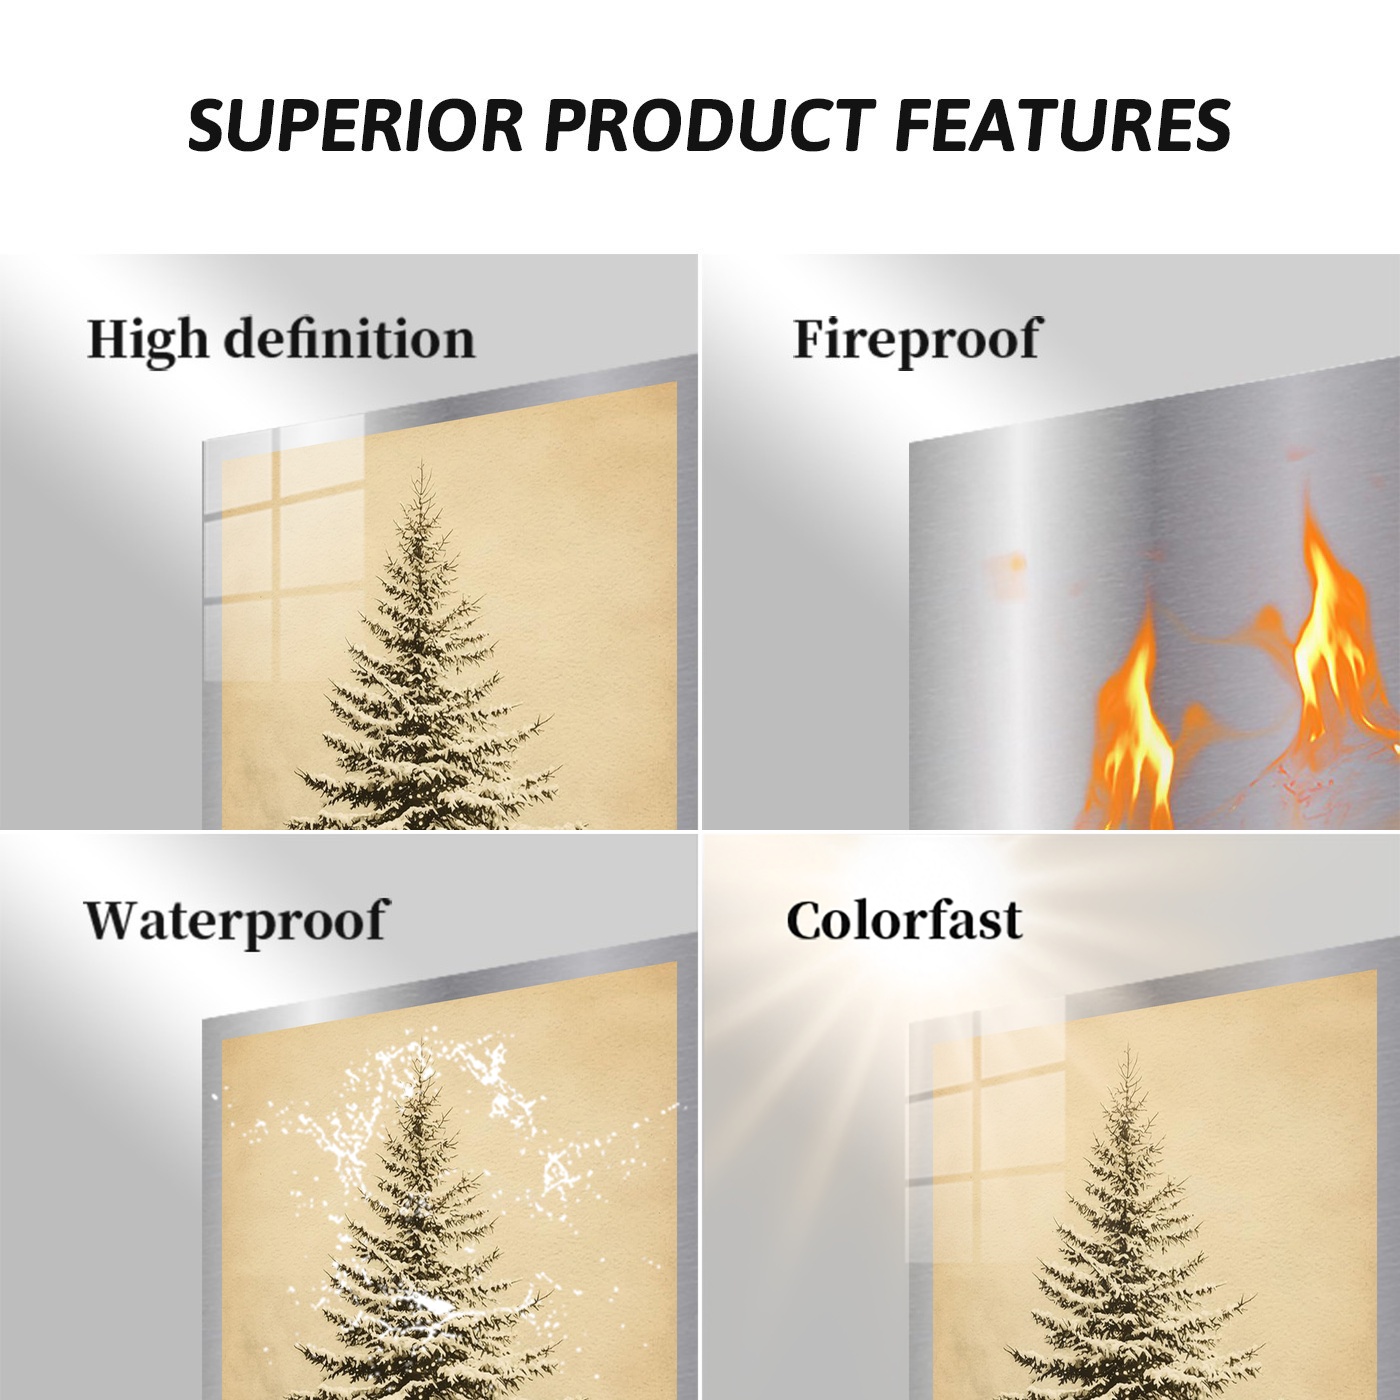 SUPERIOR PRODUCT FEATURES
High definition
Fireproof
Waterproof
Colorfast